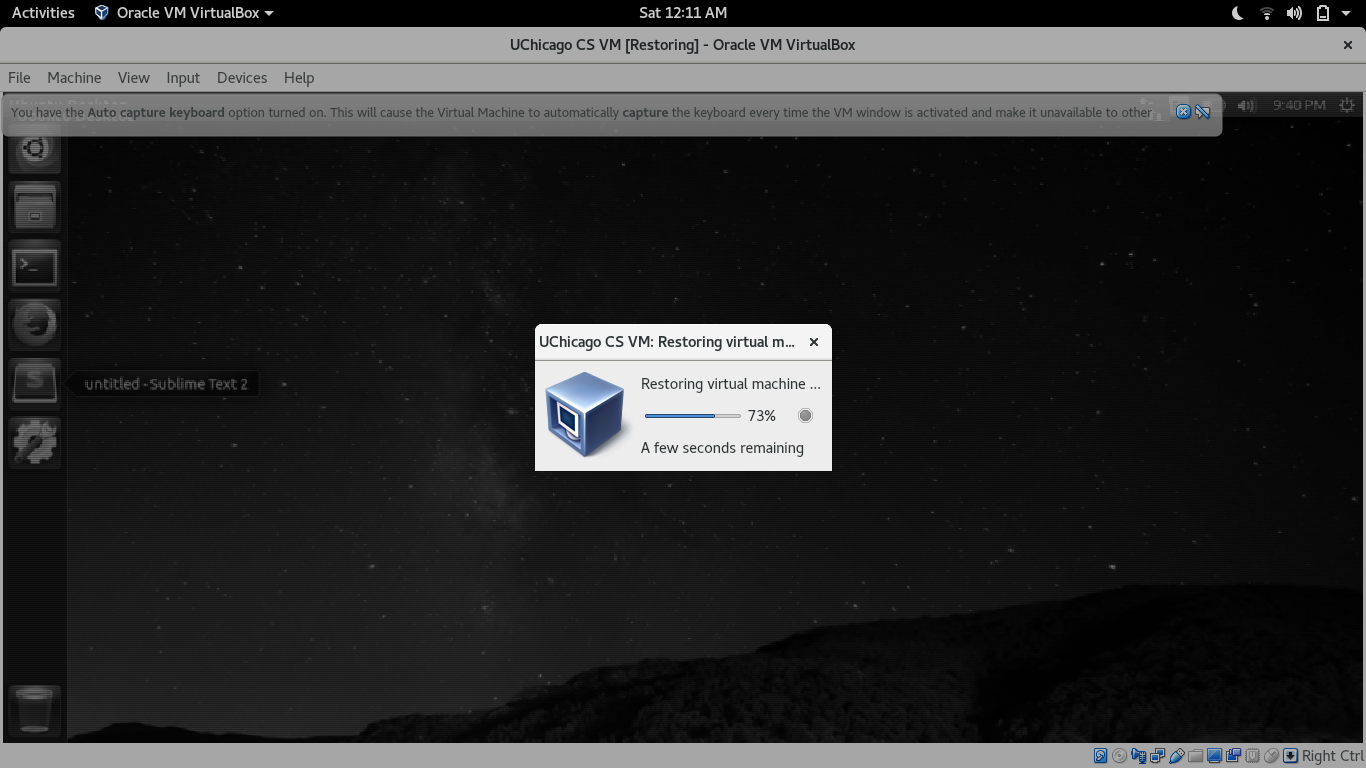 Activities Oracle VM VirtualBox Sat 12:11 AM
UChicago CS VM [Restoring] - Oracle VM VirtualBox
File Machine View Input Devices Help
You have the Auto capture keyboard option turned on. This will cause the Virtual Machine to automatically capture the keyboard every time the VM window is activated and make it unavailable to other
9:40 PM
UChicago CS VM: Restoring virtual m...
Restoring virtual machine ...
untitled - Sublime Text 2
73%
A few seconds remaining
Right Ctrl